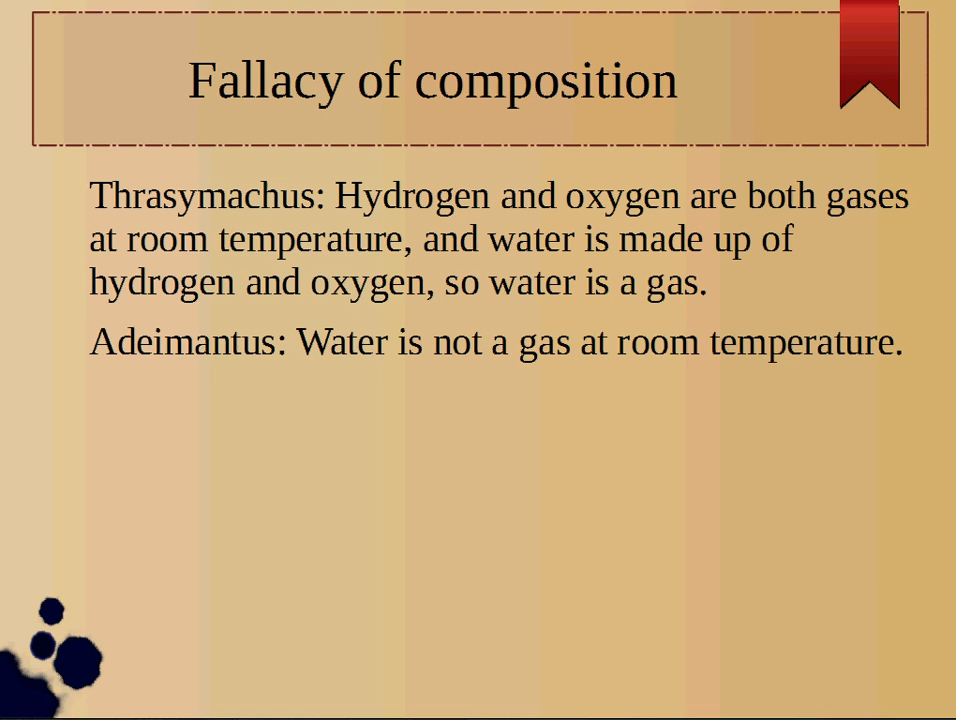 Fallacy of composition
Thrasymachus: Hydrogen and oxygen are both gases
at room temperature, and water is made up of
hydrogen and oxygen, so water is a gas.
Adeimantus: Water is not a gas at room temperature.